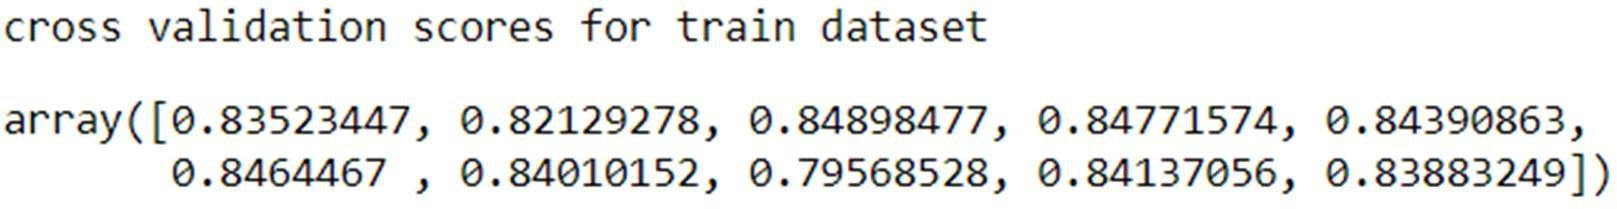 cross validation scores for train dataset
array([0.83523447, 0.82129278, 0.84898477, 0.84771574, 0.84390863,
0.8464467 , 0.84010152, 0.79568528, 0.84137056, 0.83883249])